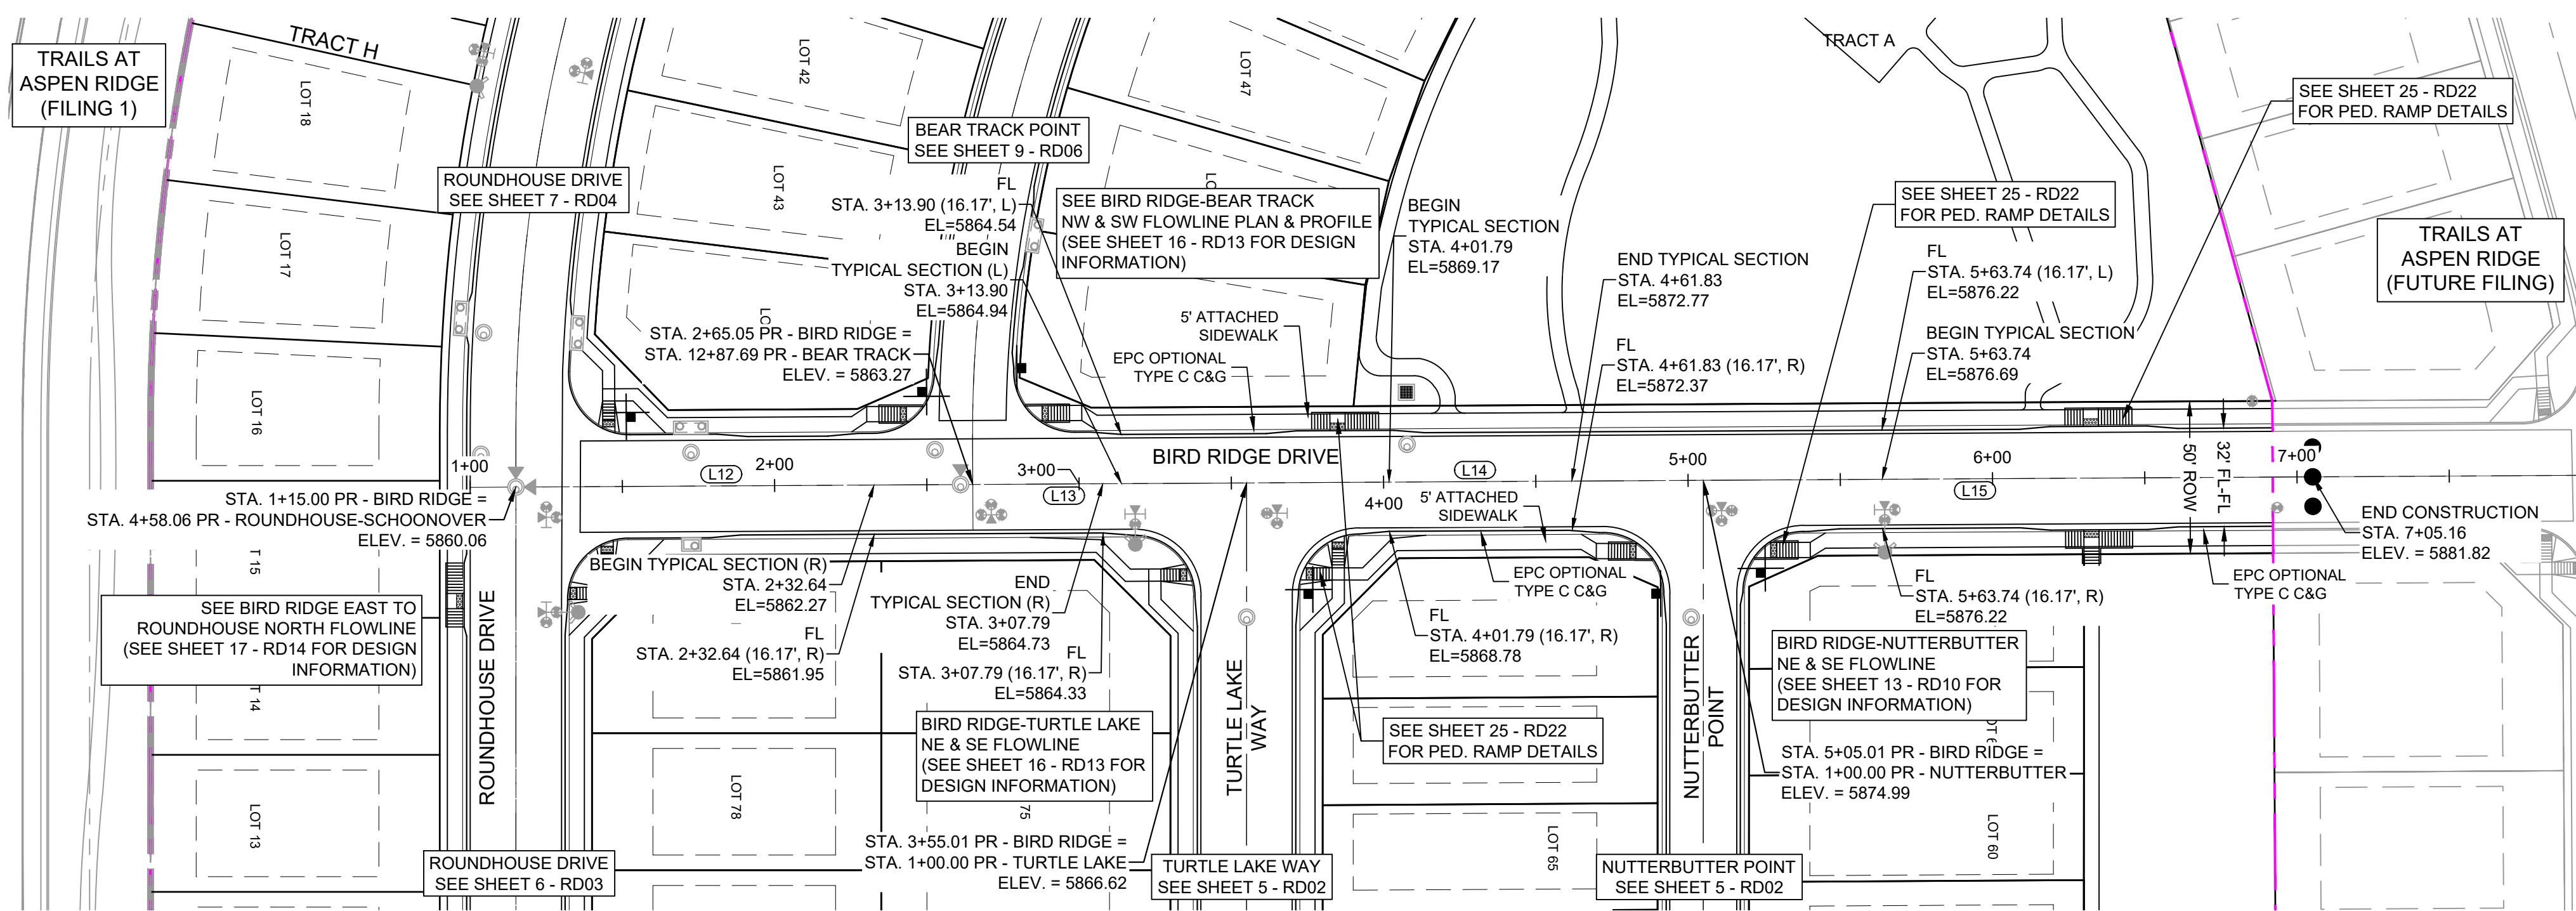 TRAILS AT
ASPEN RIDGE
(FILING 1)
TRACT H
LOT 18
LOT 17
LOT 16
LOT 13
LOT 42
LOT 43
LOT 47
TRACT A
ROUNDHOUSE DRIVE
SEE SHEET 7 - RD04
BEAR TRACK POINT
SEE SHEET 9 - RD06
FL
STA. 3+13.90 (16.17', L)
EL=5864.54
BEGIN
TYPICAL SECTION (L)
STA. 3+13.90
EL=5864.94
STA. 2+65.05 PR - BIRD RIDGE =
STA. 12+87.69 PR - BEAR TRACK
ELEV. = 5863.27
SEE BIRD RIDGE-BEAR TRACK
NW & SW FLOWLINE PLAN & PROFILE
(SEE SHEET 16 - RD13 FOR DESIGN
INFORMATION)
5' ATTACHED
SIDEWALK
EPC OPTIONAL
TYPE C C&G
BEGIN
TYPICAL SECTION
STA. 4+01.79
EL=5869.17
END TYPICAL SECTION
STA. 4+61.83
EL=5872.77
FL
STA. 4+61.83 (16.17', R)
EL=5872.37
SEE SHEET 25 - RD22
FOR PED. RAMP DETAILS
FL
STA. 5+63.74 (16.17', L)
EL=5876.22
BEGIN TYPICAL SECTION
STA. 5+63.74
EL=5876.69
SEE SHEET 25 - RD22
FOR PED. RAMP DETAILS
TRAILS AT
ASPEN RIDGE
(FUTURE FILING)
1+00
L12
2+00
3+00
L13
BIRD RIDGE DRIVE
4+00
L14
5+00
6+00
L15
50' ROW
32' FL-FL
7+00
STA. 1+15.00 PR - BIRD RIDGE =
STA. 4+58.06 PR - ROUNDHOUSE-SCHOONOVER
ELEV. = 5860.06
SEE BIRD RIDGE EAST TO
ROUNDHOUSE NORTH FLOWLINE
(SEE SHEET 17 - RD14 FOR DESIGN
INFORMATION)
ROUNDHOUSE DRIVE
BEGIN TYPICAL SECTION (R)
STA. 2+32.64
EL=5862.27
FL
STA. 2+32.64 (16.17', R)
EL=5861.95
END
TYPICAL SECTION (R)
STA. 3+07.79
EL=5864.73
FL
STA. 3+07.79 (16.17', R)
EL=5864.33
BIRD RIDGE-TURTLE LAKE
NE & SE FLOWLINE
(SEE SHEET 16 - RD13 FOR
DESIGN INFORMATION)
LOT 78
75
STA. 3+55.01 PR - BIRD RIDGE =
STA. 1+00.00 PR - TURTLE LAKE
ELEV. = 5866.62
ROUNDHOUSE DRIVE
SEE SHEET 6 - RD03
TURTLE LAKE
WAY
TURTLE LAKE WAY
SEE SHEET 5 - RD02
5' ATTACHED
SIDEWALK
EPC OPTIONAL
TYPE C C&G
FL
STA. 4+01.79 (16.17', R)
EL=5868.78
SEE SHEET 25 - RD22
FOR PED. RAMP DETAILS
LOT 65
NUTTERBUTTER
POINT
NUTTERBUTTER POINT
SEE SHEET 5 - RD02
FL
STA. 5+63.74 (16.17', R)
EL=5876.22
BIRD RIDGE-NUTTERBUTTER
NE & SE FLOWLINE
(SEE SHEET 13 - RD10 FOR
DESIGN INFORMATION)
STA. 5+05.01 PR - BIRD RIDGE =
STA. 1+00.00 PR - NUTTERBUTTER
ELEV. = 5874.99
LOT 60
EPC OPTIONAL
TYPE C C&G
END CONSTRUCTION
STA. 7+05.16
ELEV. = 5881.82